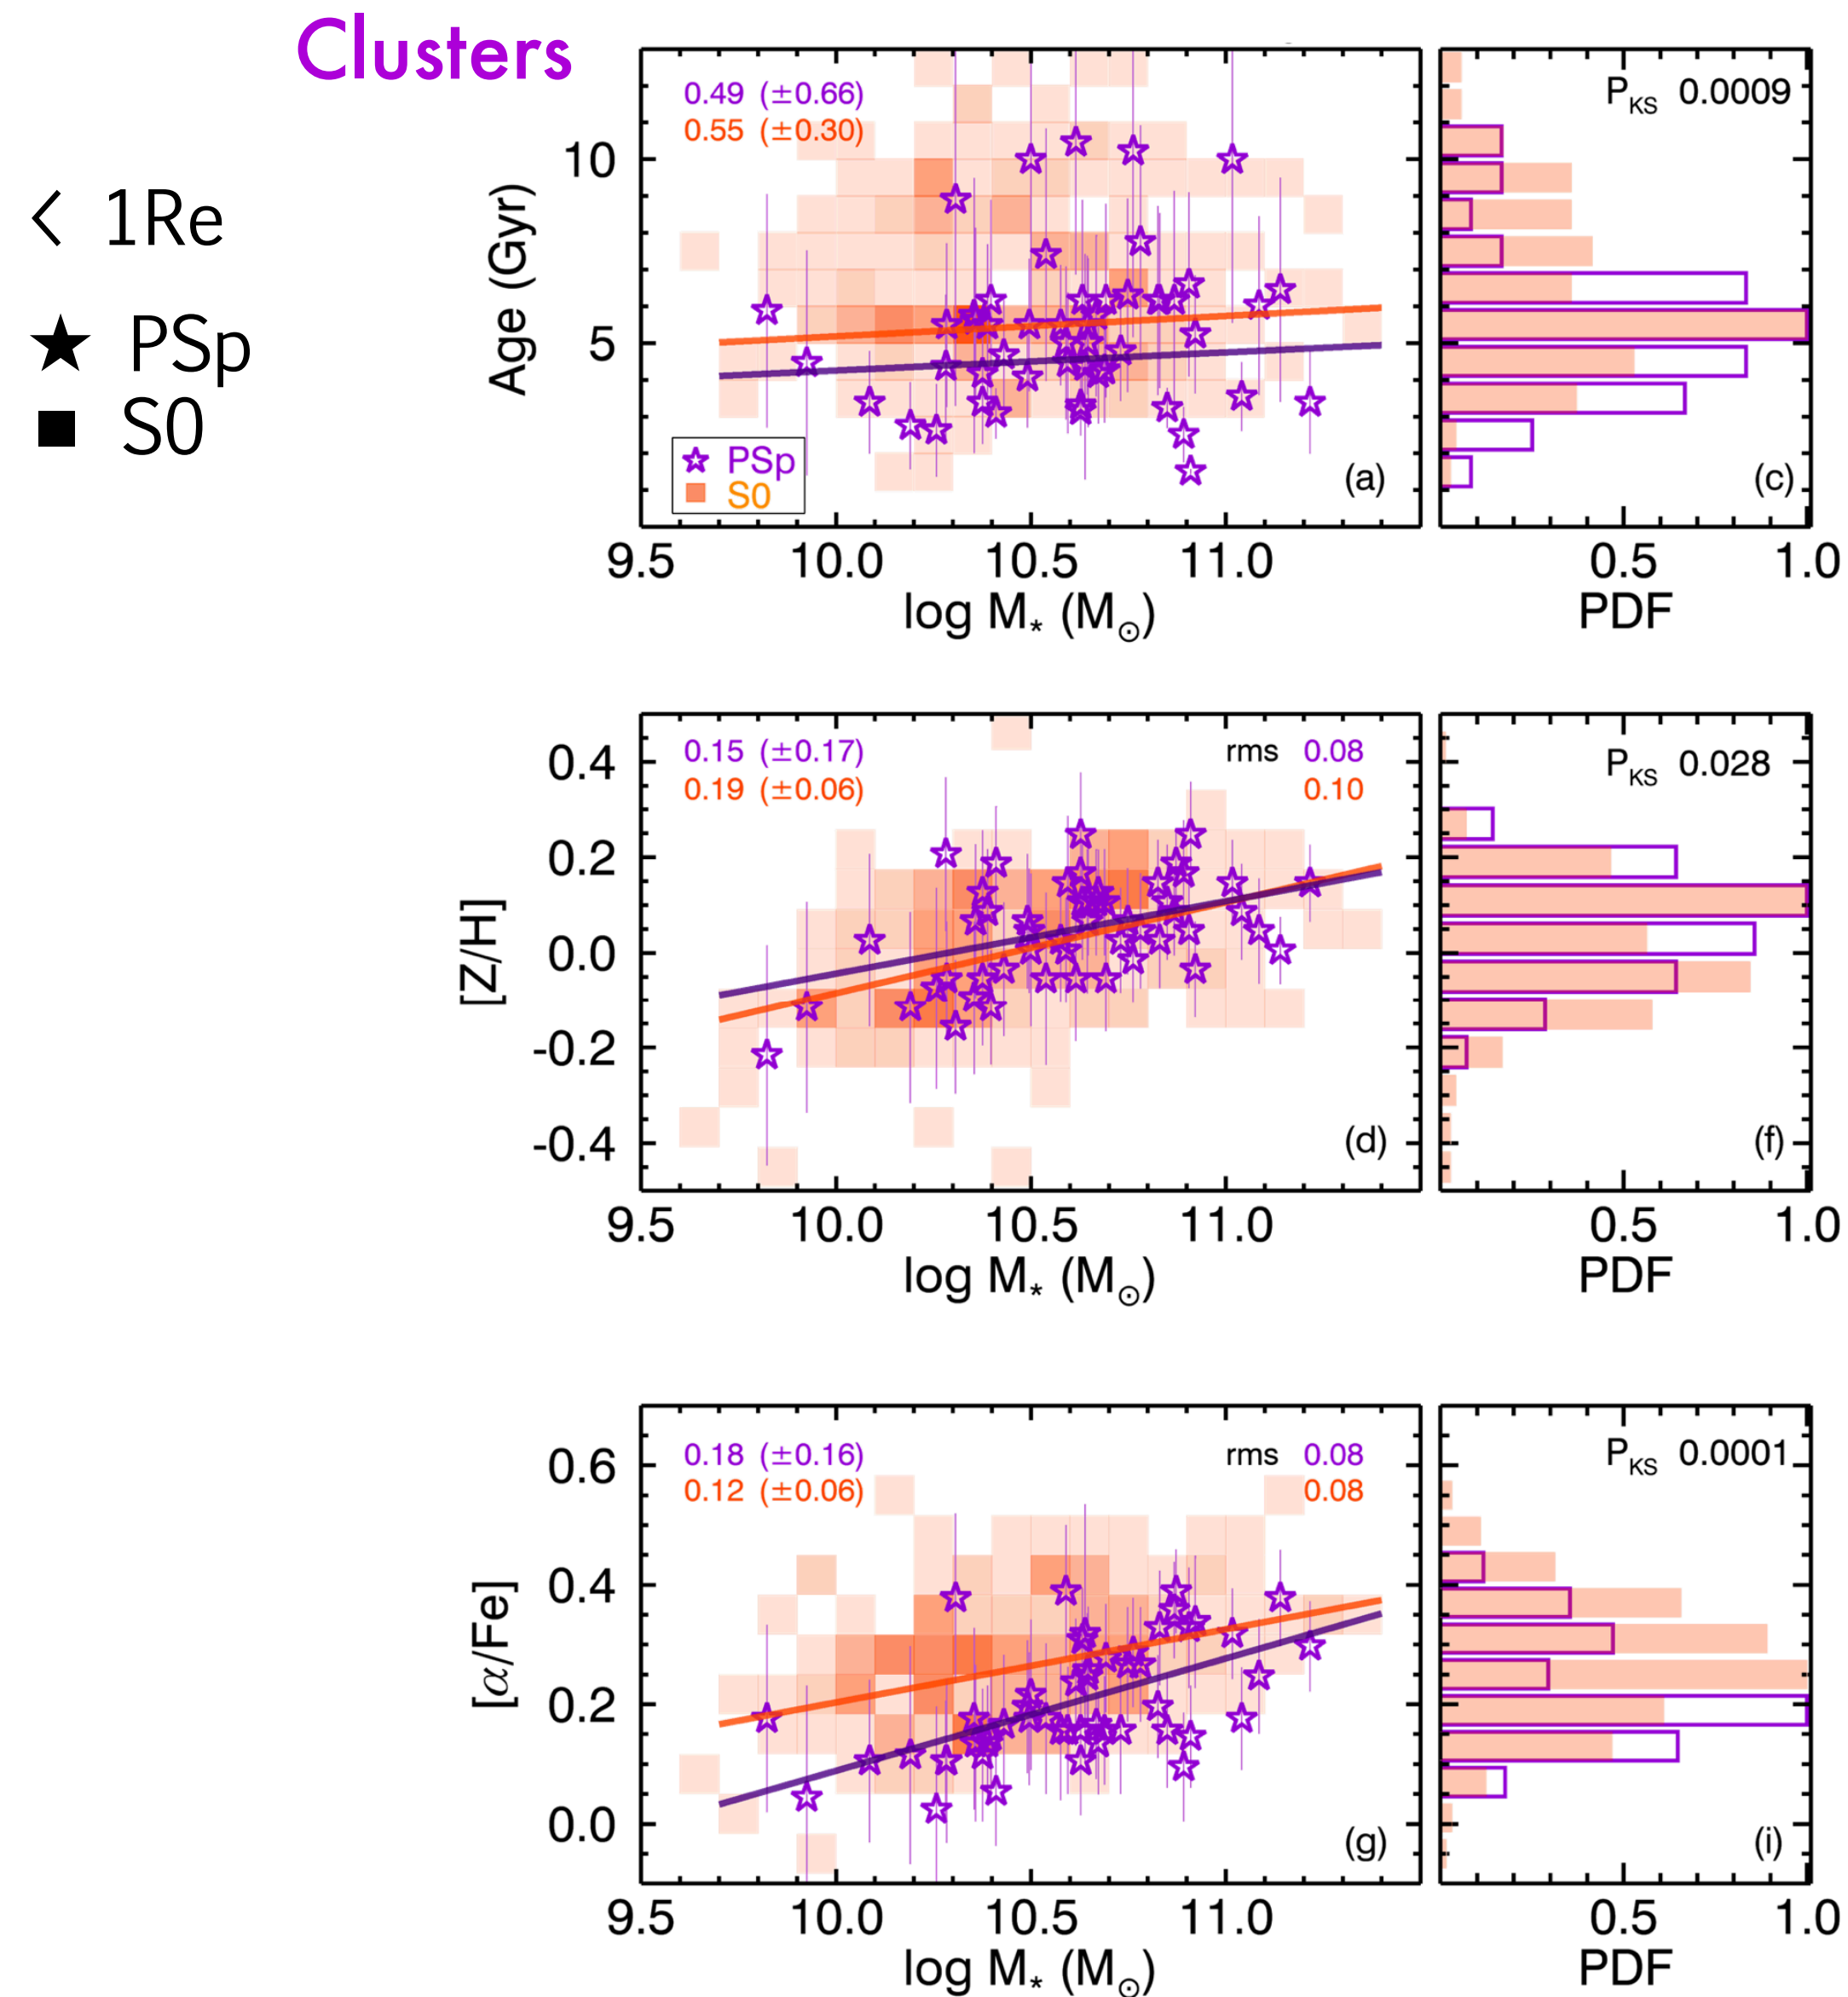 Clusters
< 1Re
★ PSp
■ S0
0.49 (±0.66)
0.55 (±0.30)
PSp
S0
(a)
10
5
Age (Gyr)
9.5 10.0 10.5 11.0
log M* (M⊙)
PKS 0.0009
(c)
0.5 1.0
PDF
0.15 (±0.17)
0.19 (±0.06)
rms 0.08
0.10
(d)
0.4
0.2
0.0
-0.2
-0.4
[Z/H]
9.5 10.0 10.5 11.0
log M* (M⊙)
PKS 0.028
(f)
0.5 1.0
PDF
0.18 (±0.16)
0.12 (±0.06)
rms 0.08
0.08
(g)
0.6
0.4
0.2
0.0
[α/Fe]
9.5 10.0 10.5 11.0
log M* (M⊙)
PKS 0.0001
(i)
0.5 1.0
PDF